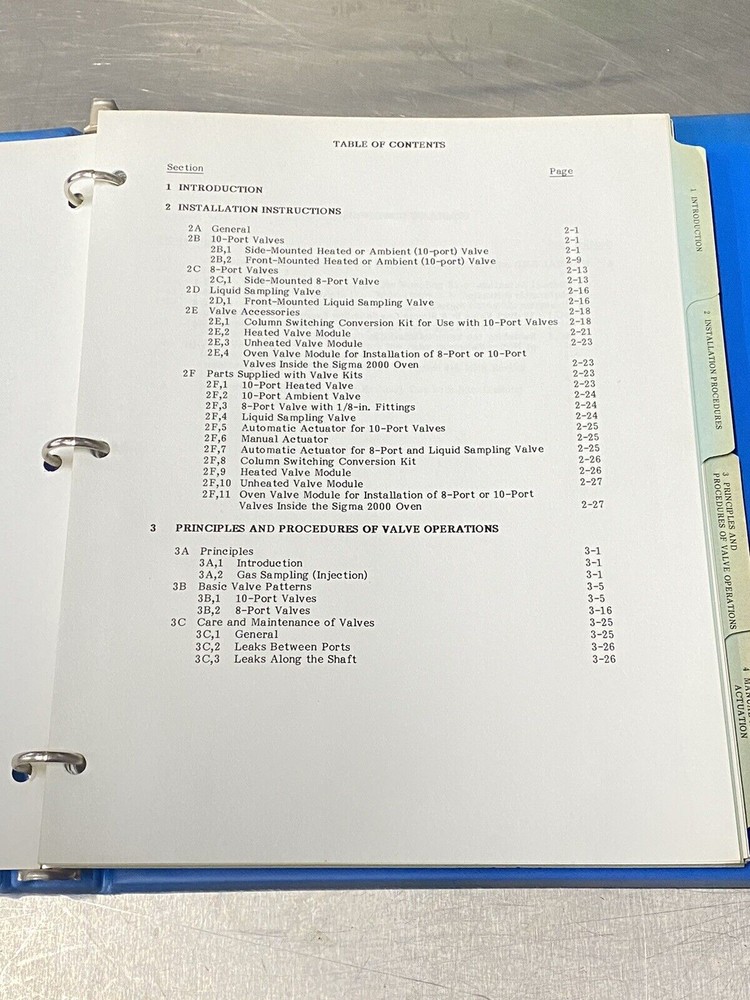 TABLE OF CONTENTS
Section Page
1 INTRODUCTION
2 INSTALLATION INSTRUCTIONS
2A General 2-1
2B 10-Port Valves 2-1
2B,1 Side-Mounted Heated or Ambient (10-port) Valve 2-1
2B,2 Front-Mounted Heated or Ambient (10-port) Valve 2-9
2C 8-Port Valves 2-13
2C,1 Side-Mounted 8-Port Valve 2-13
2D Liquid Sampling Valve 2-16
2D,1 Front-Mounted Liquid Sampling Valve 2-16
2E Valve Accessories 2-18
2E,1 Column Switching Conversion Kit for Use with 10-Port Valves 2-18
2E,2 Heated Valve Module 2-21
2E,3 Unheated Valve Module 2-23
2E,4 Oven Valve Module for Installation of 8-Port or 10-Port
Valves Inside the Sigma 2000 Oven 2-23
2F Parts Supplied with Valve Kits 2-23
2F,1 10-Port Heated Valve 2-23
2F,2 10-Port Ambient Valve 2-24
2F,3 8-Port Valve with 1/8-in. Fittings 2-24
2F,4 Liquid Sampling Valve 2-24
2F,5 Automatic Actuator for 10-Port Valves 2-25
2F,6 Manual Actuator 2-25
2F,7 Automatic Actuator for 8-Port and Liquid Sampling Valve 2-25
2F,8 Column Switching Conversion Kit 2-26
2F,9 Heated Valve Module 2-26
2F,10 Unheated Valve Module 2-27
2F,11 Oven Valve Module for Installation of 8-Port or 10-Port
Valves Inside the Sigma 2000 Oven 2-27
3 PRINCIPLES AND PROCEDURES OF VALVE OPERATIONS
3A Principles 3-1
3A,1 Introduction 3-1
3A,2 Gas Sampling (Injection) 3-1
3B Basic Valve Patterns 3-5
3B,1 10-Port Valves 3-5
3B,2 8-Port Valves 3-16
3C Care and Maintenance of Valves 3-25
3C,1 General 3-25
3C,2 Leaks Between Ports 3-26
3C,3 Leaks Along the Shaft 3-26
1 INTRODUCTION
2 INSTALLATION PROCEDURES
3 PRINCIPLES AND
PROCEDURES OF VALVE OPERATIONS
4
ACTUATION